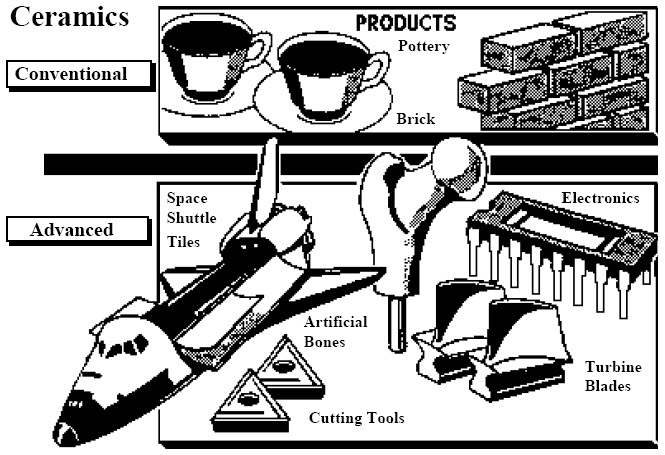 Ceramics
PRODUCTS
Conventional
Pottery
Brick
Advanced
Space
Shuttle
Tiles
Electronics
Artificial
Bones
Turbine
Blades
Cutting Tools